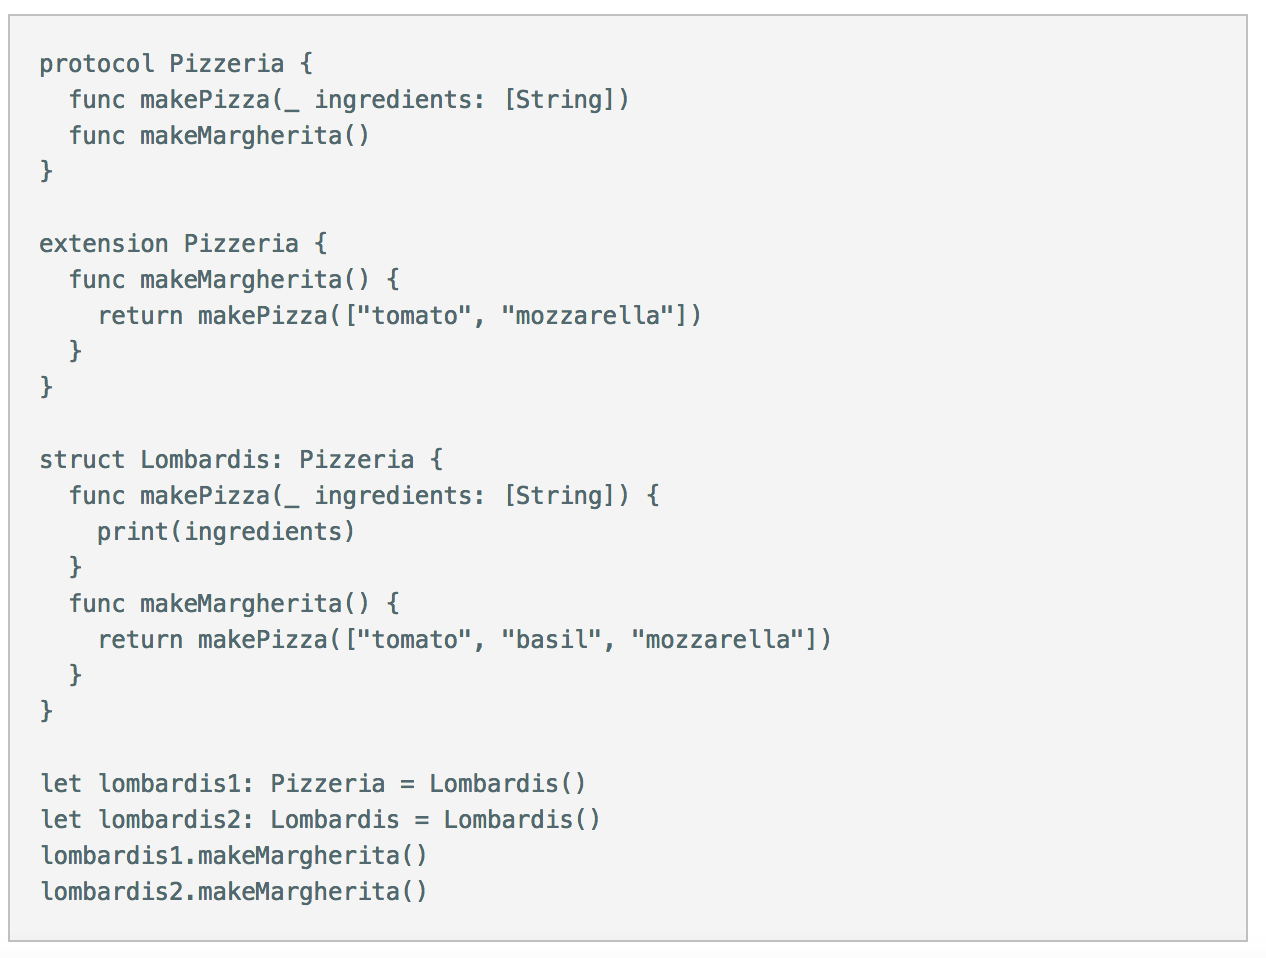 protocol Pizzeria {
  func makePizza(_ ingredients: [String])
  func makeMargherita()
}

extension Pizzeria {
  func makeMargherita() {
    return makePizza(["tomato", "mozzarella"])
  }
}

struct Lombardis: Pizzeria {
  func makePizza(_ ingredients: [String]) {
    print(ingredients)
  }
  func makeMargherita() {
    return makePizza(["tomato", "basil", "mozzarella"])
  }
}

let lombardis1: Pizzeria = Lombardis()
let lombardis2: Lombardis = Lombardis()
lombardis1.makeMargherita()
lombardis2.makeMargherita()